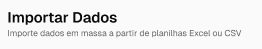 Importar Dados
Importe dados em massa a partir de planilhas Excel ou CSV